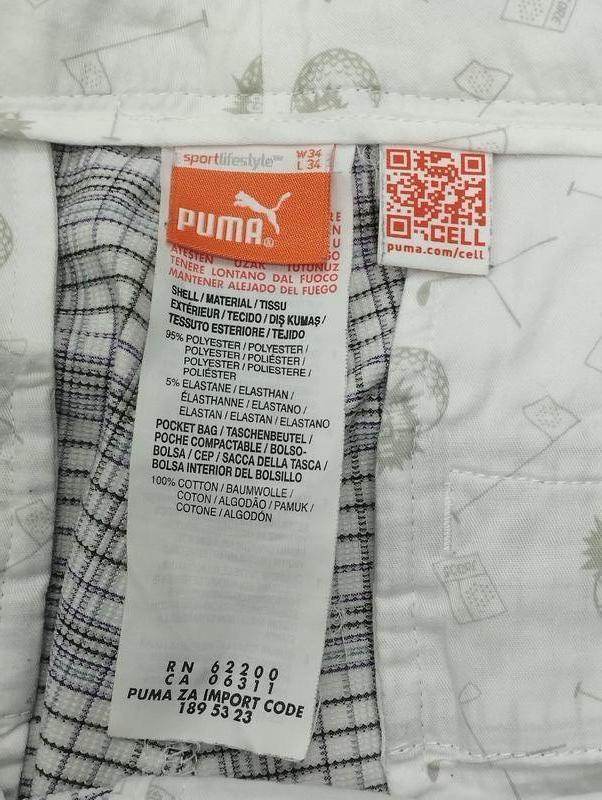 sportlifestyle™ W 34
L 34
PUMA®
ATEŞTEN UZAK TUTUNUZ
TENERE LONTANO DAL FUOCO
MANTENER ALEJADO DEL FUEGO
SHELL / MATERIAL / TISSU
EXTÉRIEUR / TECIDO / DIŞ KUMAŞ /
TESSUTO ESTERIORE / TEJIDO
95% POLYESTER / POLYESTER /
POLYESTER / POLIÉSTER /
POLYESTER / POLIESTERE /
POLIÉSTER
5% ELASTANE / ELASTHAN /
ÉLASTHANNE / ELASTANO /
ELASTAN / ELASTAN / ELASTANO
POCKET BAG / TASCHENBEUTEL /
POCHE COMPACTABLE / BOLSO-
BOLSA / CEP / SACCA DELLA TASCA /
BOLSA INTERIOR DEL BOLSILLO
100% COTTON / BAUMWOLLE /
COTON / ALGODÃO / PAMUK /
COTONE / ALGODÓN
RN 62200
CA 06311
PUMA ZA IMPORT CODE
189 53 23
CELL
puma.com/cell
SCORE